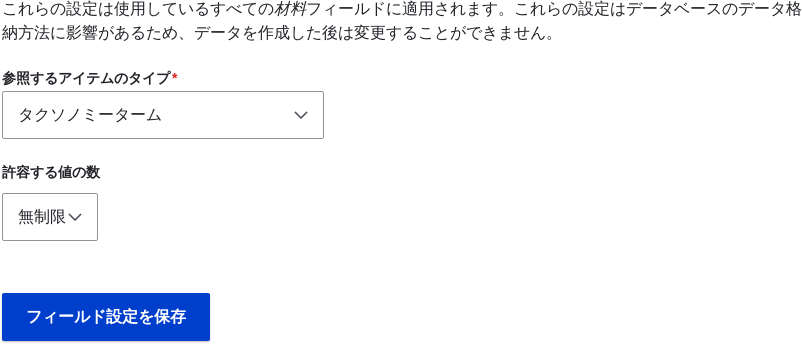 これらの設定は使用しているすべての材料フィールドに適用されます。これらの設定はデータベースのデータ格
納方法に影響があるため、データを作成した後は変更することができません。
参照するアイテムのタイプ*
タクソノミーターム
許容する値の数
無制限
フィールド設定を保存